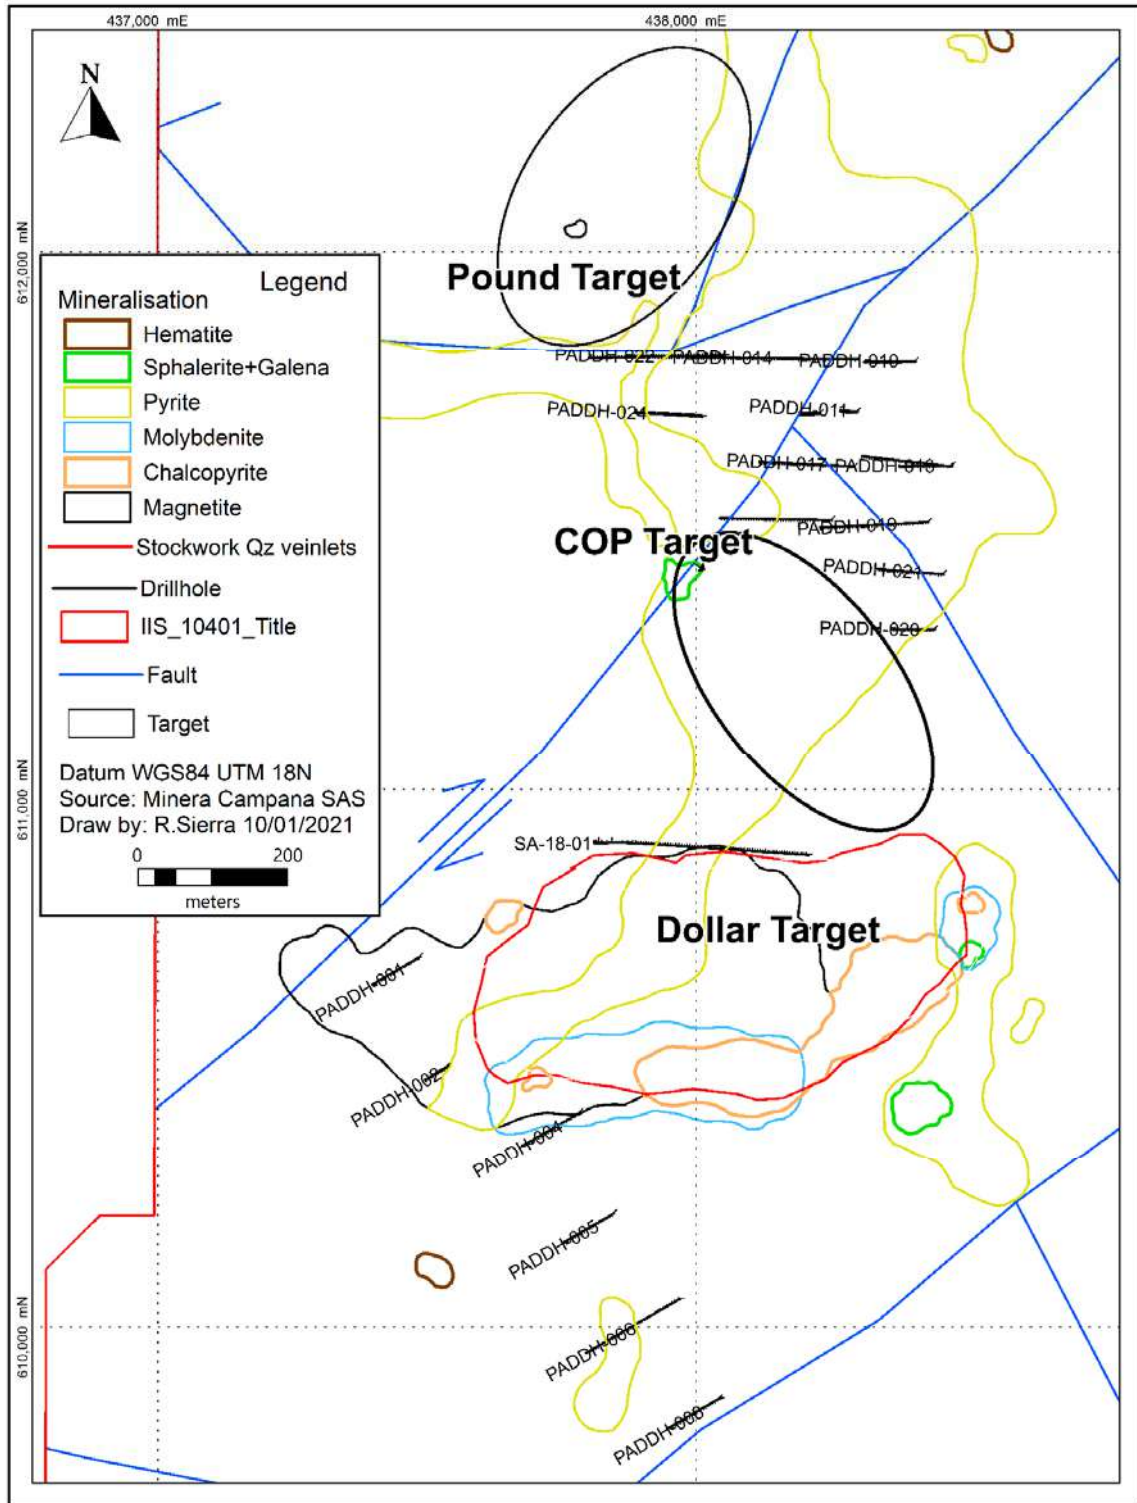 437,000 mE
438,000 mE
N
612,000 mN
611,000 mN
610,000 mN
Legend
Mineralisation
Hematite
Sphalerite+Galena
Pyrite
Molybdenite
Chalcopyrite
Magnetite
Stockwork Qz veinlets
Drillhole
IIS_10401_Title
Fault
Target
Datum WGS84 UTM 18N
Source: Minera Campana SAS
Draw by: R.Sierra 10/01/2021
0 200
meters
Pound Target
PADDH-022
PADDH-014
PADDH-010
PADDH-024
PADDH-011
PADDH-017
COP Target
PADDH-021
PADDH-020
SA-18-01
Dollar Target
PADDH-001
PADDH-002
PADDH-004
PADDH-005
PADDH-006
PADDH-008